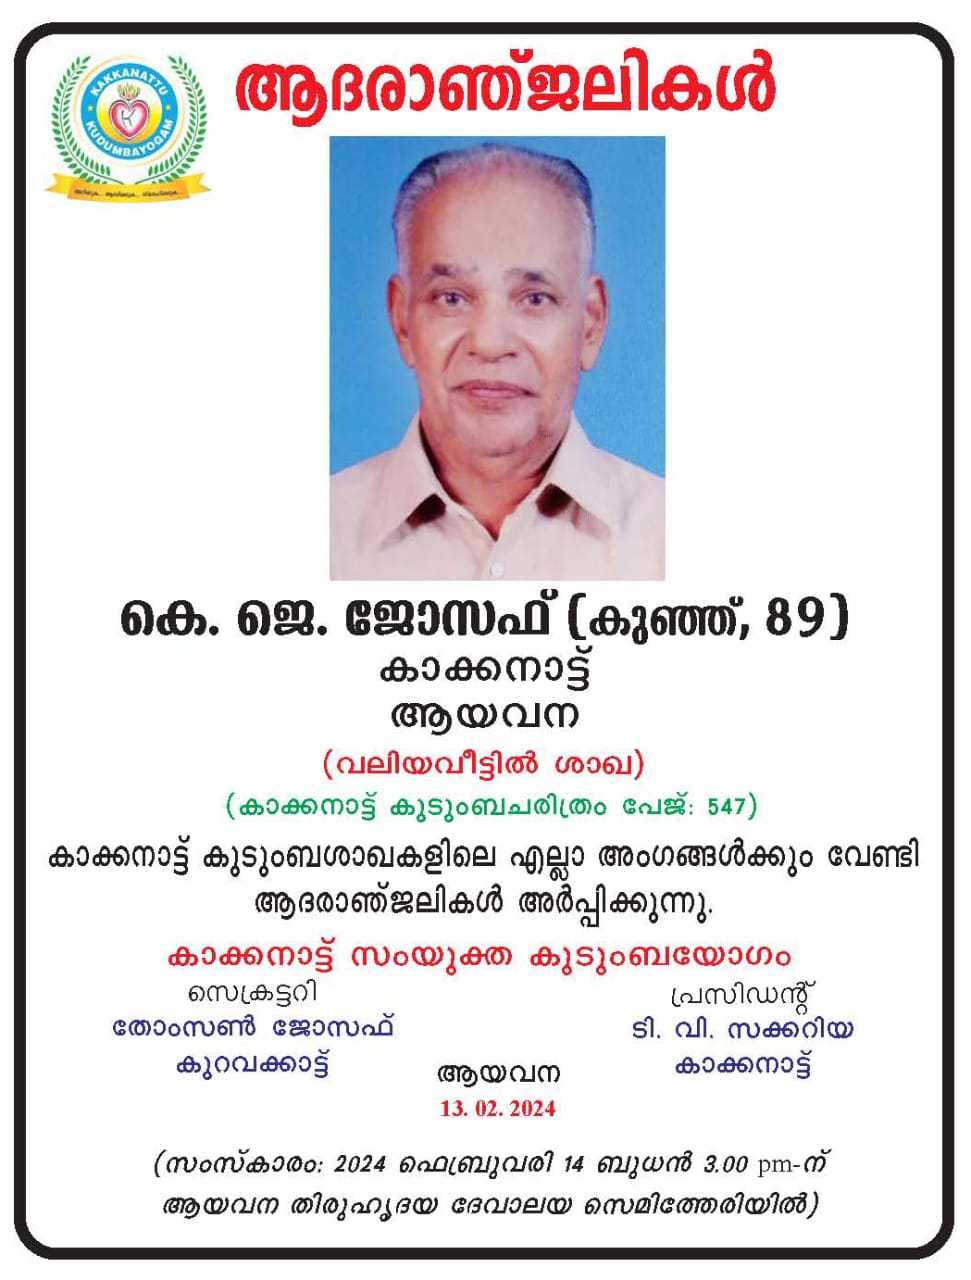 ആദരാഞ്ജലികൾ
KAKKANATTU
KUDUMBAYOGAM
കെ. ജെ. ജോസഫ് (കുഞ്ഞ്, 89)
കാക്കനാട്ട്
ആയവന
(വലിയവീട്ടിൽ ശാഖ)
(കാക്കനാട്ട് കുടുംബചരിത്രം പേജ്: 547)
കാക്കനാട്ട് കുടുംബശാഖകളിലെ എല്ലാ അംഗങ്ങൾക്കും വേണ്ടി
ആദരാഞ്ജലികൾ അർപ്പിക്കുന്നു.
കാക്കനാട്ട് സംയുക്ത കുടുംബയോഗം
സെക്രട്ടറി
തോംസൺ ജോസഫ്
കുറവക്കാട്ട്
പ്രസിഡന്റ്
ടി. വി. സക്കറിയ
കാക്കനാട്ട്
ആയവന
13. 02. 2024
(സംസ്കാരം: 2024 ഫെബ്രുവരി 14 ബുധൻ 3.00 pm-ന്
ആയവന തിരുഹൃദയ ദേവാലയ സെമിത്തേരിയിൽ)